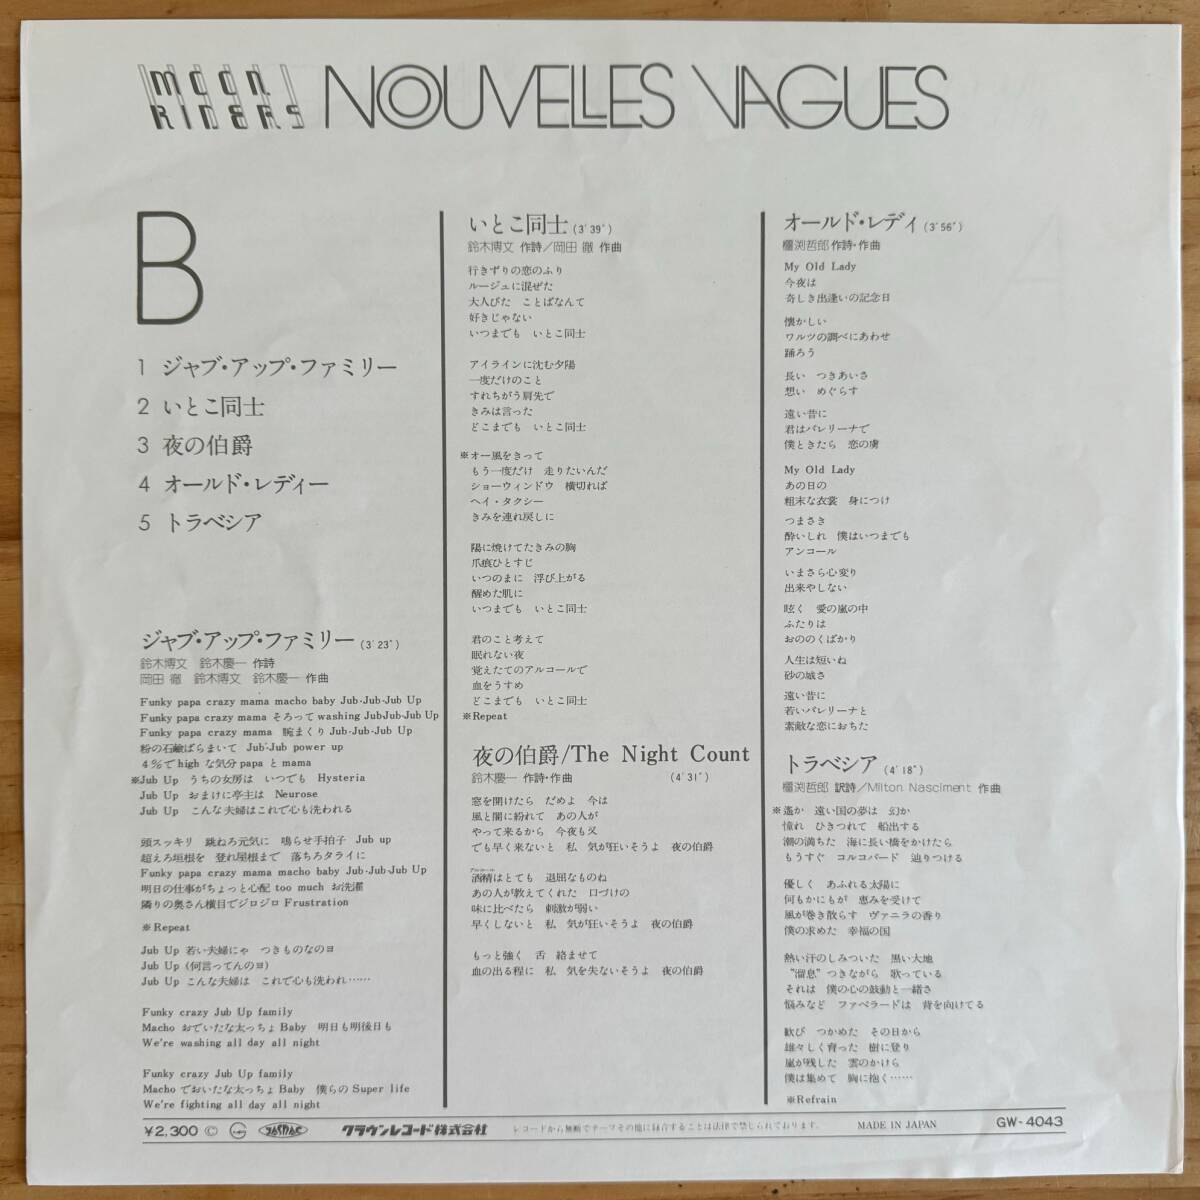 MOON RIDERS NOUVELLES VAGUES
B
1 ジャブ・アップ・ファミリー
2 いとこ同士
3 夜の伯爵
4 オールド・レディー
5 トラベシア
ジャブ・アップ・ファミリー (3'23")
鈴木博文 鈴木慶一 作詩
岡田 徹 鈴木博文 鈴木慶一 作曲
Funky papa crazy mama macho baby Jub-Jub-Jub Up
Funky papa crazy mama そろって washing Jub Jub-Jub Up
Funky papa crazy mama 腕まくり Jub-Jub-Jub Up
粉の石鹸ばらまいて Jub-Jub power up
4%で high な気分 papa と mama
※Jub Up うちの女房は いつでも Hysteria
Jub Up おまけに亭主は Neurose
Jub Up こんな夫婦はこれで心も洗われる
頭スッキリ 跳ねろ元気に 鳴らせ手拍子 Jub up
超えろ垣根を 登れ屋根まで 落ちろタライに
Funky papa crazy mama macho baby Jub-Jub-Jub Up
明日の仕事がちょっと心配 too much お洗濯
隣りの奥さん横目でジロジロ Frustration
※Repeat
Jub Up 若い夫婦にゃ つきものなのヨ
Jub Up (何言ってんのヨ)
Jub Up こんな夫婦は これで心も洗われ……
Funky crazy Jub Up family
Macho おでいたな太っちょ Baby 明日も明後日も
We're washing all day all night
Funky crazy Jub Up family
Macho でおいたな太っちょ Baby 僕らの Super life
We're fighting all day all night
いとこ同士 (3'39")
鈴木博文 作詩／岡田 徹 作曲
行きずりの恋のふり
ルージュに混ぜた
大人びた ことばなんて
好きじゃない
いつまでも いとこ同士
アイラインに沈む夕陽
一度だけのこと
すれちがう肩先で
きみは言った
どこまでも いとこ同士
※オー風をきって
もう一度だけ 走りたいんだ
ショーウィンドウ 横切れば
ヘイ・タクシー
きみを連れ戻しに
陽に焼けてたきみの胸
爪痕ひとすじ
いつのまに 浮び上がる
醒めた肌に
いつまでも いとこ同士
君のこと考えて
眠れない夜
覚えたてのアルコールで
血をうすめ
どこまでも いとこ同士
※Repeat
夜の伯爵/The Night Count
鈴木慶一 作詩・作曲 (4'31")
窓を開けたら だめよ 今は
風と闇に紛れて あの人が
やって来るから 今夜も又
でも早く来ないと 私 気が狂いそうよ 夜の伯爵
アルコール
酒精はとても 退屈なものね
あの人が教えてくれた 口づけの
味に比べたら 刺激が弱い
早くしないと 私 気が狂いそうよ 夜の伯爵
もっと強く 舌 絡ませて
血の出る程に 私 気を失ないそうよ 夜の伯爵
オールド・レディ (3'56")
橿渕哲郎 作詩・作曲
My Old Lady
今夜は
奇しき出逢いの記念日
懐かしい
ワルツの調べにあわせ
踊ろう
長い つきあいさ
想い めぐらす
遠い昔に
君はバレリーナで
僕ときたら 恋の虜
My Old Lady
あの日の
粗末な衣裳 身につけ
つまさき
酔いしれ 僕はいつまでも
アンコール
いまさら心変り
出来やしない
呟く 愛の嵐の中
ふたりは
おののくばかり
人生は短いね
砂の城さ
遠い昔に
若いバレリーナと
素敵な恋におちた
トラベシア (4'18")
橿渕哲郎 訳詩／Milton Nasciment 作曲
※遙か 遠い国の夢は 幻か
憧れ ひきつれて 船出する
潮の満ちた 海に長い橋をかけたら
もうすぐ コルコバード 辿りつける
優しく あふれる太陽に
何もかにもが 恵みを受けて
風が巻き散らす ヴァニラの香り
僕の求めた 幸福の国
熱い汗のしみついた 黒い大地
“溜息”つきながら 歌っている
それは 僕の心の鼓動と一緒さ
悩みなど ファベラードは 背を向けてる
歓び つかめた その日から
雄々しく育った 樹に登り
嵐が残した 雲のかけら
僕は集めて 胸に抱く……
※Refrain
¥2,300 Ⓒ JASRAC クラウンレコード株式会社 レコードから無断でテープその他に録音することは法律で禁じられております。 MADE IN JAPAN GW-4043